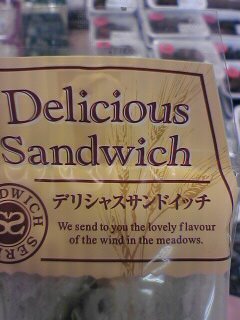 Delicious
Sandwich
デリシャスサンドイッチ
We send to you the lovely flavour
of the wind in the meadows.